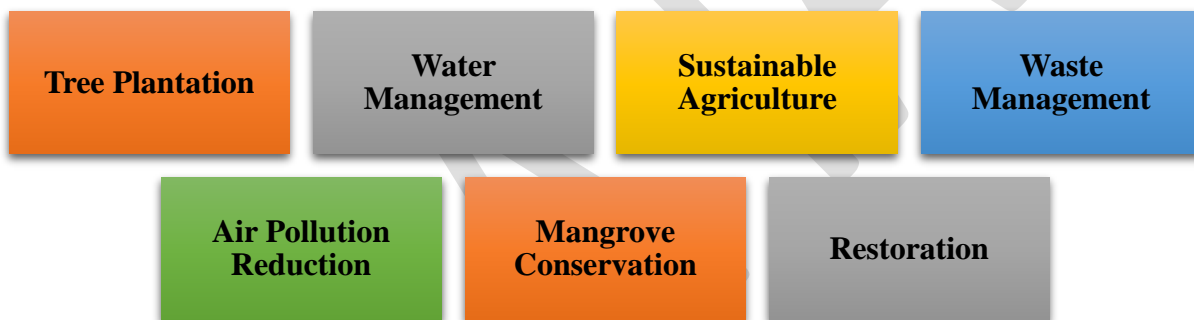 Tree Plantation
Water
Management
Sustainable
Agriculture
Waste
Management
Air Pollution
Reduction
Mangrove
Conservation
Restoration